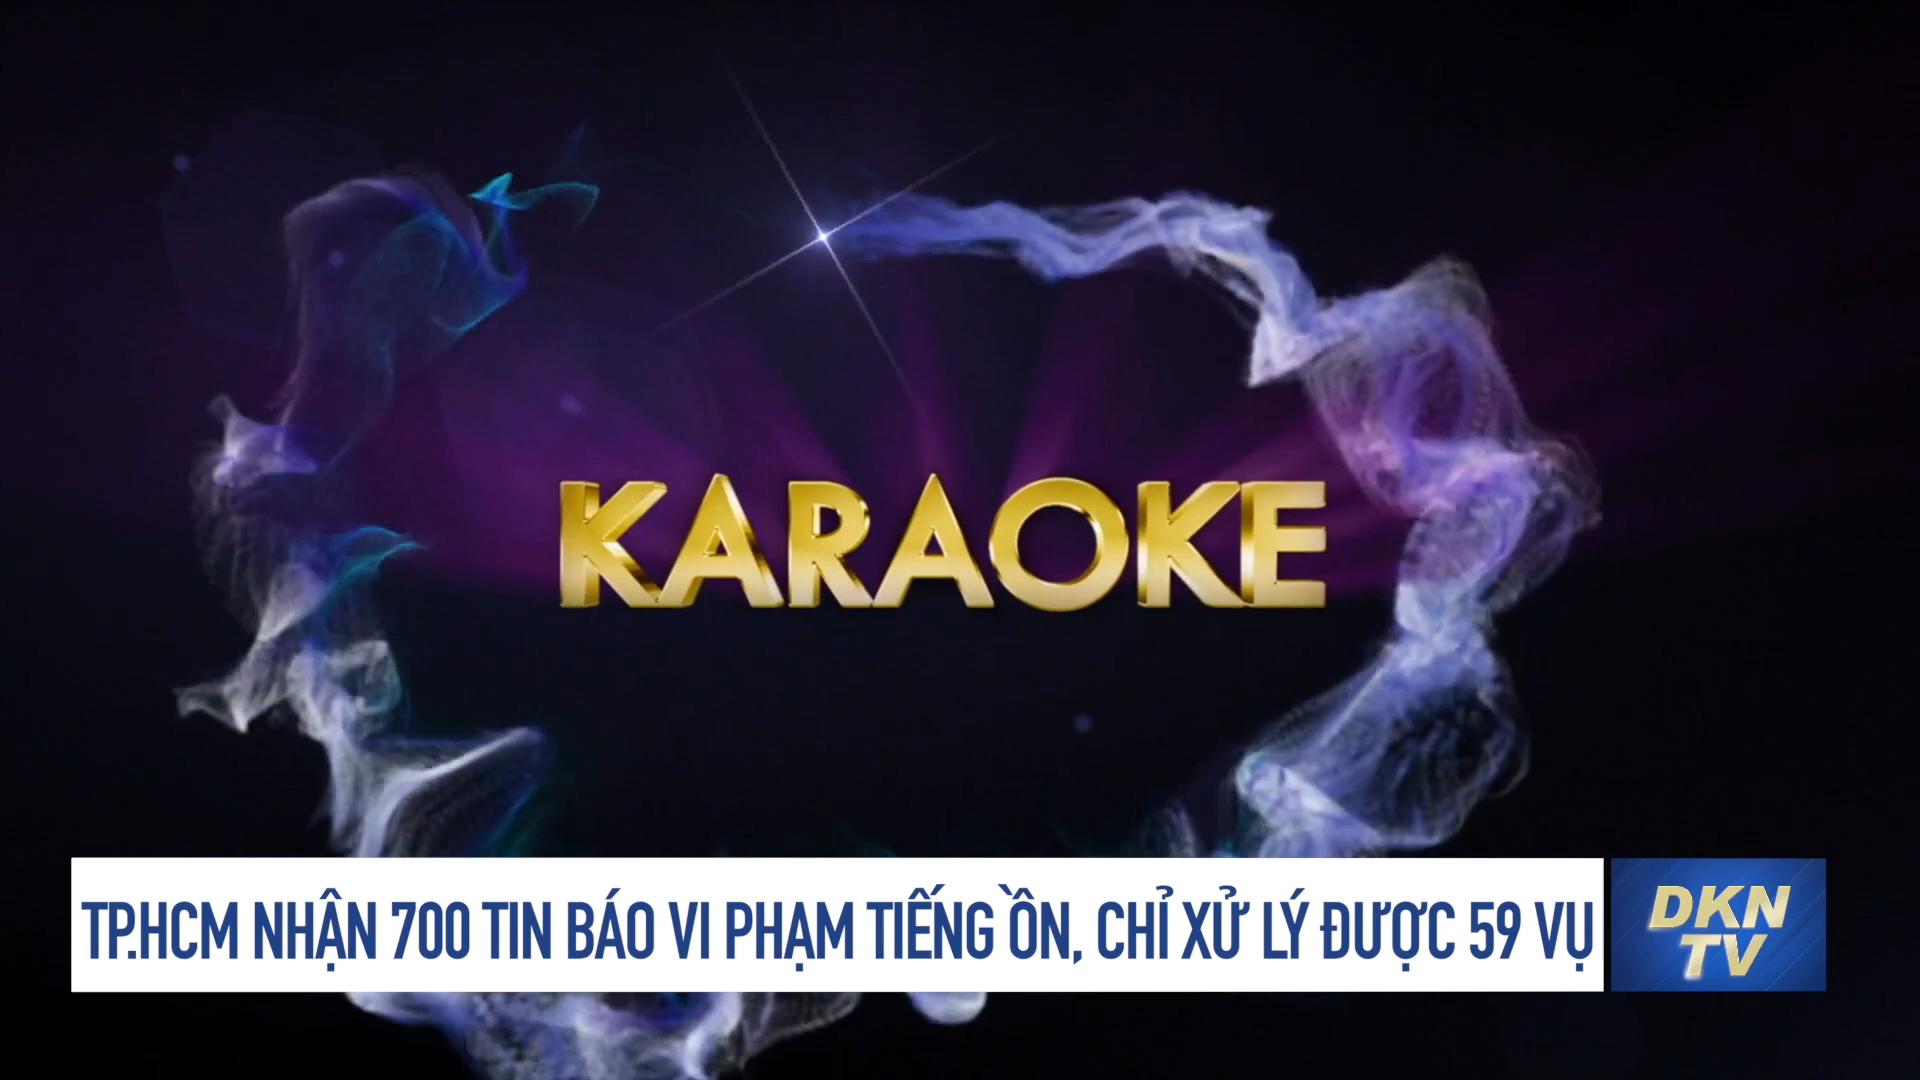 KARAOKE
TP.HCM NHẬN 700 TIN BÁO VI PHẠM TIẾNG ỒN, CHỈ XỬ LÝ ĐƯỢC 59 VỤ
DKN
TV